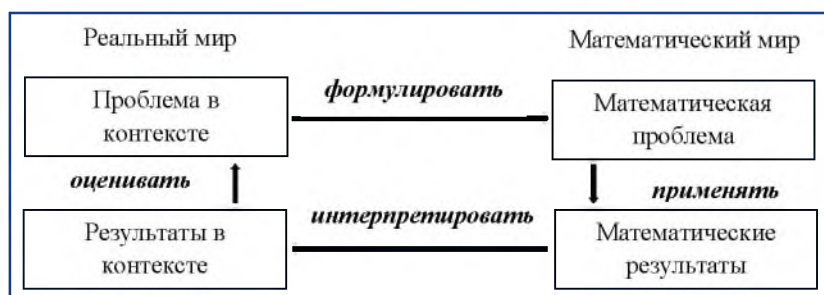 Реальный мир
Математический мир
Проблема в
контексте
формулировать
Математическая
проблема
оценивать
применять
Результаты в
контексте
интерпретировать
Математические
результаты